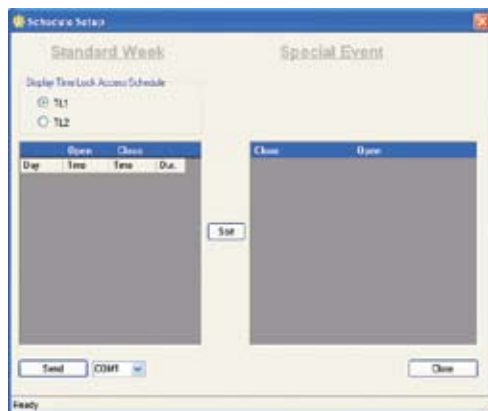 Schedule Setup
Standard Week
Special Event
Display Time Lock Access Schedule
TL1
TL2
Open Close
Day Time Time Dur.
Close Open
Sort
Send COM1
Close
Ready